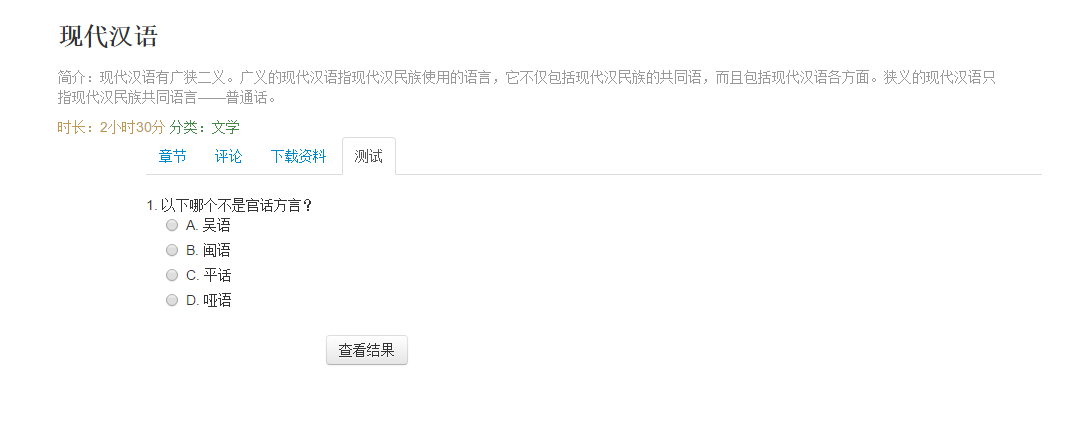 现代汉语
简介：现代汉语有广狭二义。广义的现代汉语指现代汉民族使用的语言，它不仅包括现代汉民族的共同语，而且包括现代汉语各方面。狭义的现代汉语只
指现代汉民族共同语言——普通话。
时长：2小时30分 分类：文学
章节 评论 下载资料 测试
1. 以下哪个不是官话方言？
A. 吴语
B. 闽语
C. 平话
D. 哑语
查看结果